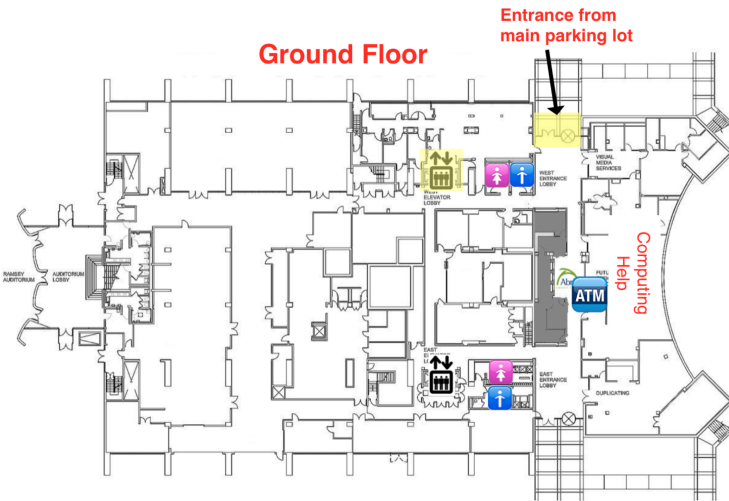 Entrance from
main parking lot
Ground Floor
VISUAL
MEDIA
SERVICES
WEST
ENTRANCE
LOBBY
WEST
ELEVATOR
LOBBY
RAMSEY
AUDITORIUM
AUDITORIUM
LOBBY
Computing
Help
ATM
EAST
EAST
ENTRANCE
LOBBY
DUPLICATING